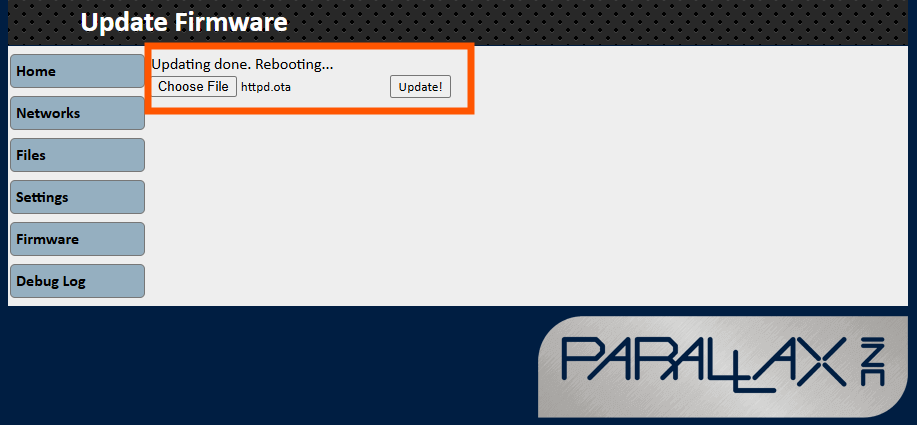 Update Firmware
Home
Networks
Files
Settings
Firmware
Debug Log
Updating done. Rebooting...
Choose File httpd.ota Update!
PARALLAX INC